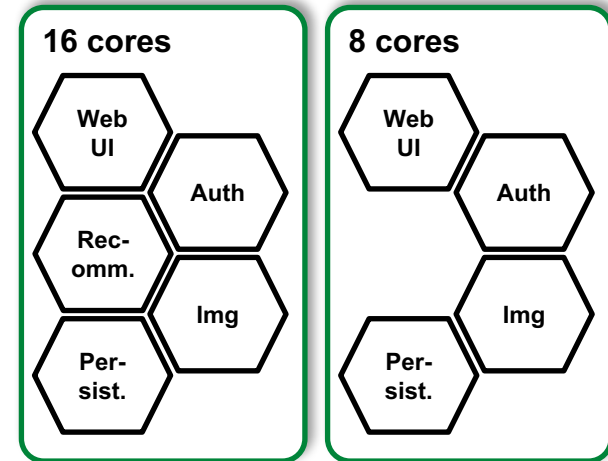 16 cores
Web
UI
Auth
Rec-
omm.
Img
Per-
sist.
8 cores
Web
UI
Auth
Img
Per-
sist.